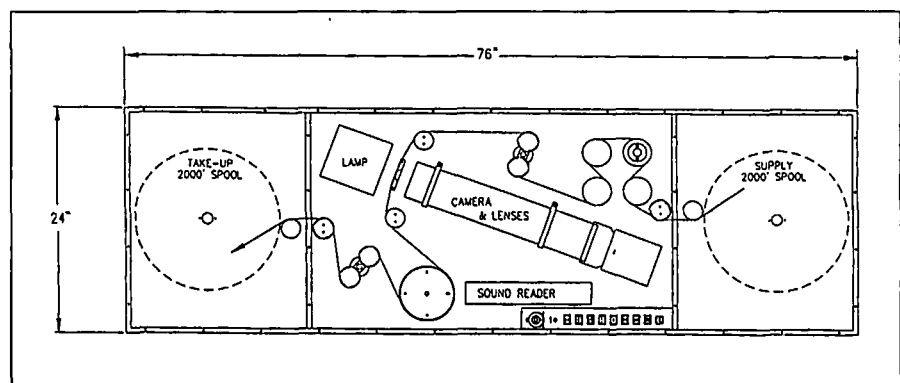 76"
24"
TAKE-UP
2000' SPOOL
LAMP
CAMERA
& LENSES
SUPPLY
2000' SPOOL
SOUND READER